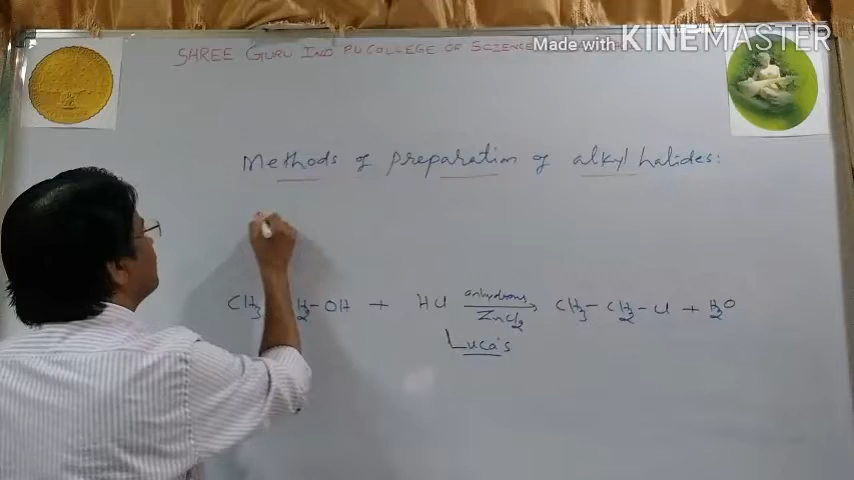 SHREE GURU IND PU COLLEGE OF SCIENCE
Made with KINEMASTER
Methods of preparation of alkyl halides:
CH3 H2-OH + HCl anhydrous ZnCl2 CH3-CH2-Cl + H2O
Luca's